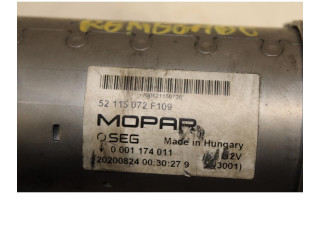 52 115 072 F109
MOPAR
SEG Made in Hungary
0 001 174 011 12V
20200824 00:30:27 9 (3001)